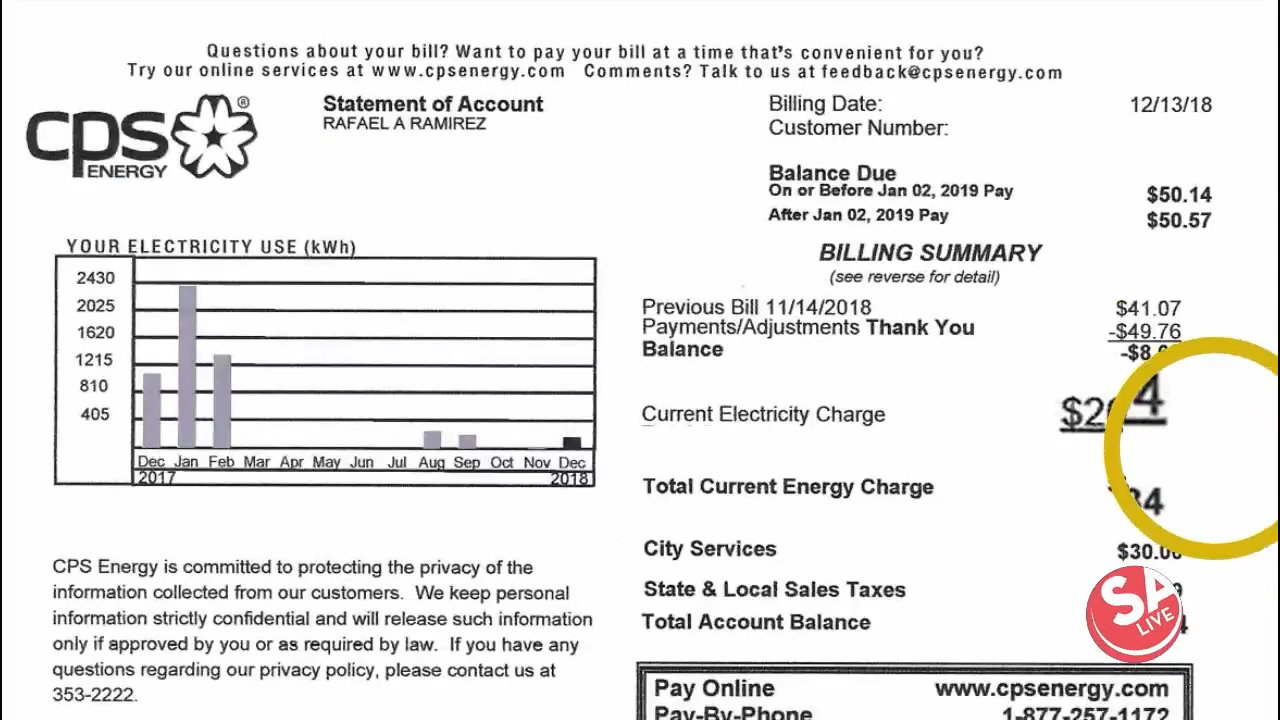 Questions about your bill? Want to pay your bill at a time that's convenient for you?
Try our online services at www.cpsenergy.com Comments? Talk to us at feedback@cpsenergy.com
cps ®
ENERGY
Statement of Account
RAFAEL A RAMIREZ
Billing Date: 12/13/18
Customer Number:
Balance Due
On or Before Jan 02, 2019 Pay $50.14
After Jan 02, 2019 Pay $50.57
YOUR ELECTRICITY USE (kWh)
2430
2025
1620
1215
810
405
Dec Jan Feb Mar Apr May Jun Jul Aug Sep Oct Nov Dec
2017 2018
BILLING SUMMARY
(see reverse for detail)
Previous Bill 11/14/2018 $41.07
Payments/Adjustments Thank You -$49.76
Balance
Current Electricity Charge
Total Current Energy Charge
City Services
State & Local Sales Taxes
Total Account Balance
CPS Energy is committed to protecting the privacy of the
information collected from our customers. We keep personal
information strictly confidential and will release such information
only if approved by you or as required by law. If you have any
questions regarding our privacy policy, please contact us at
353-2222.
SA
LIVE
Pay Online www.cpsenergy.com
Pay-By-Phone 1-877-257-1172